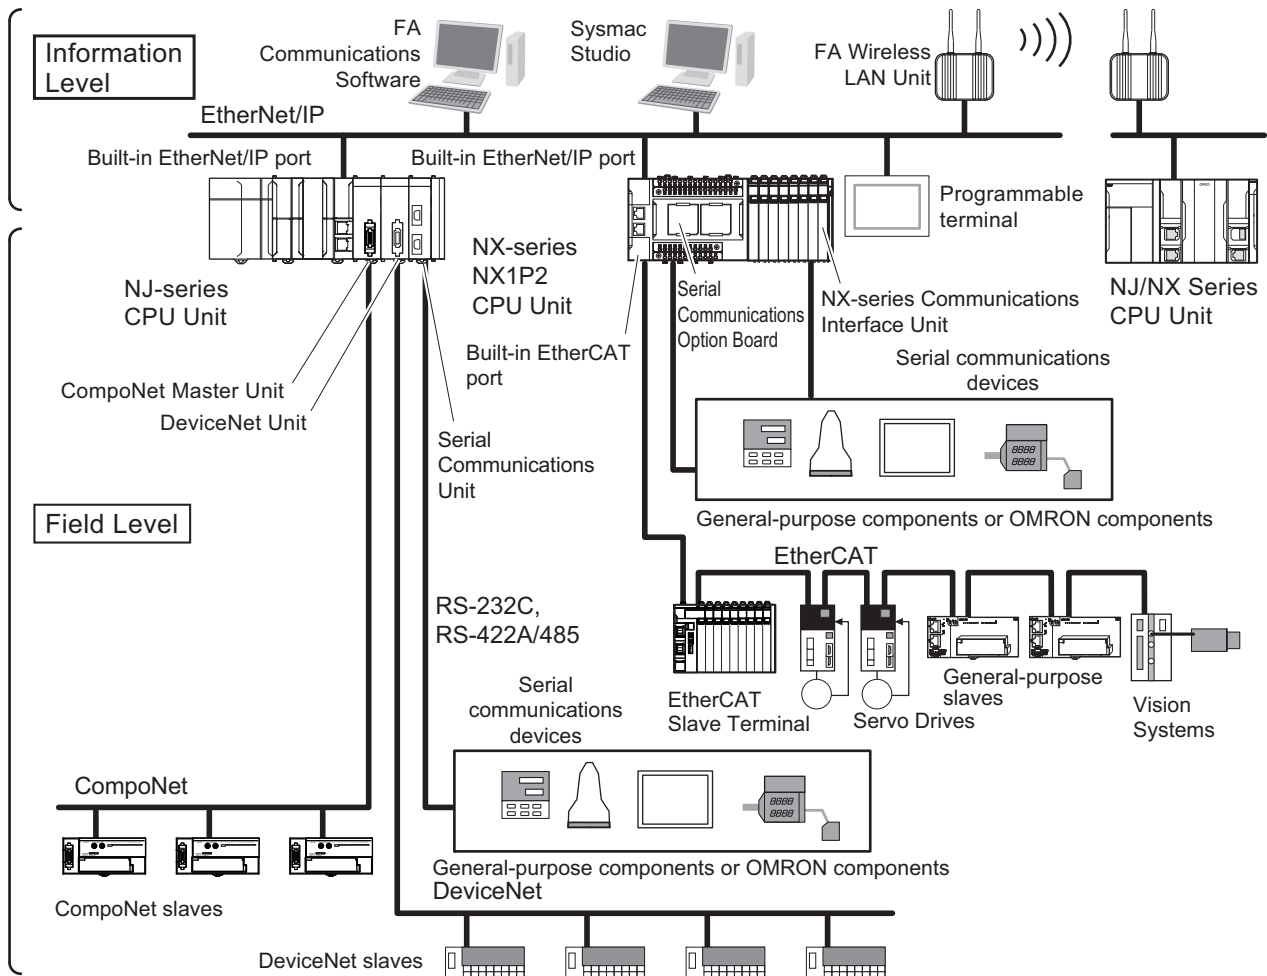 Information
Level
FA
Communications
Software
Sysmac
Studio
FA Wireless
LAN Unit
EtherNet/IP
Built-in EtherNet/IP port
Built-in EtherNet/IP port
Programmable
terminal
OMRON
NJ-series
CPU Unit
NX-series
NX1P2
CPU Unit
Serial
Communications
Option Board
NX-series Communications
Interface Unit
NJ/NX Series
CPU Unit
Built-in EtherCAT
port
CompoNet Master Unit
DeviceNet Unit
Serial
Communications
Unit
Serial communications
devices
8888
8888
General-purpose components or OMRON components
Field Level
EtherCAT
RS-232C,
RS-422A/485
EtherCAT
Slave Terminal
Servo Drives
General-purpose
slaves
Vision
Systems
Serial
communications
devices
8888
8888
General-purpose components or OMRON components
CompoNet
CompoNet slaves
DeviceNet
DeviceNet slaves